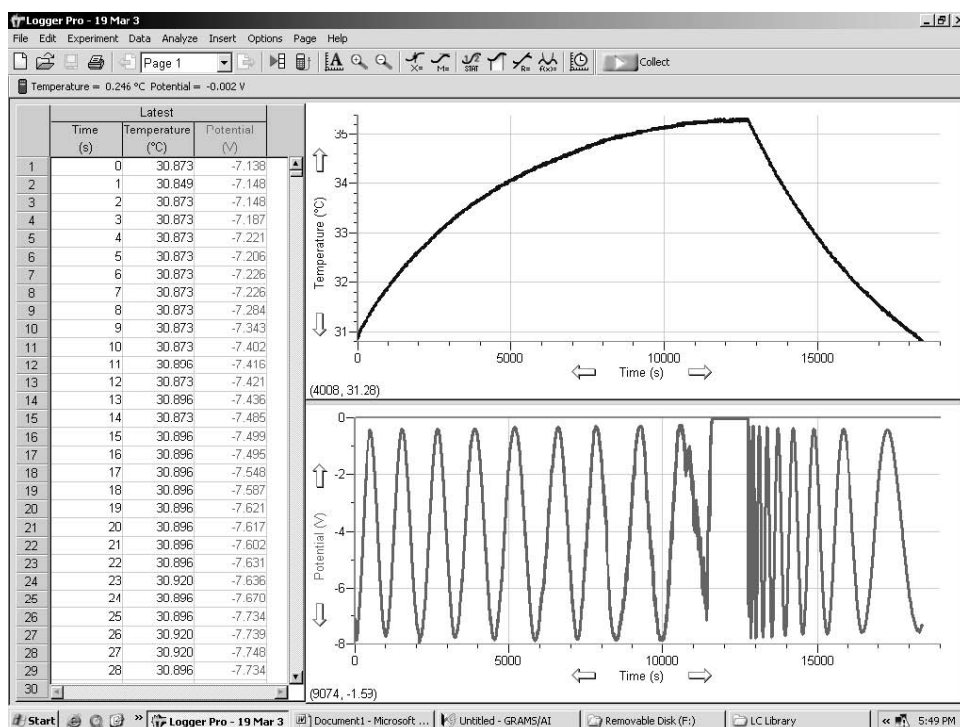 Logger Pro - 19 Mar 3
File Edit Experiment Data Analyze Insert Options Page Help
Page 1
Collect
Temperature = 0.246 °C Potential = -0.002 V
Latest
Time Temperature Potential
(s) (°C) (V)
1 0 30.873 -7.138
2 1 30.849 -7.148
3 2 30.873 -7.148
4 3 30.873 -7.187
5 4 30.873 -7.221
6 5 30.873 -7.206
7 6 30.873 -7.226
8 7 30.873 -7.226
9 8 30.873 -7.284
10 9 30.873 -7.343
11 10 30.873 -7.402
12 11 30.896 -7.416
13 12 30.873 -7.421
14 13 30.896 -7.436
15 14 30.873 -7.485
16 15 30.896 -7.499
17 16 30.896 -7.495
18 17 30.896 -7.548
19 18 30.896 -7.587
20 19 30.896 -7.621
21 20 30.896 -7.617
22 21 30.896 -7.602
23 22 30.896 -7.631
24 23 30.920 -7.636
25 24 30.896 -7.670
26 25 30.896 -7.734
27 26 30.920 -7.739
28 27 30.920 -7.748
29 28 30.896 -7.734
30
Temperature (°C)
35
34
33
32
31
0 5000 10000 15000
Time (s)
(4008, 31.28)
Potential (V)
0
-2
-4
-6
-8
0 5000 10000 15000
Time (s)
(9074, -1.59)
Start » Logger Pro - 19 Mar 3 Document1 - Microsoft ... Untitled - GRAMS/AI Removable Disk (F:) LC Library « 5:49 PM